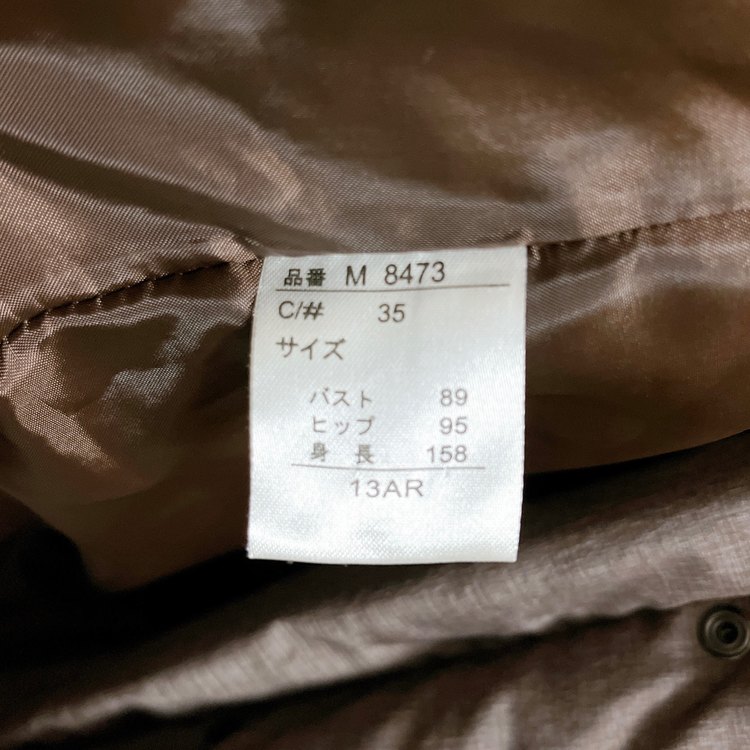 品番 M 8473
C/# 35
サイズ
バスト 89
ヒップ 95
身 長 158
13AR